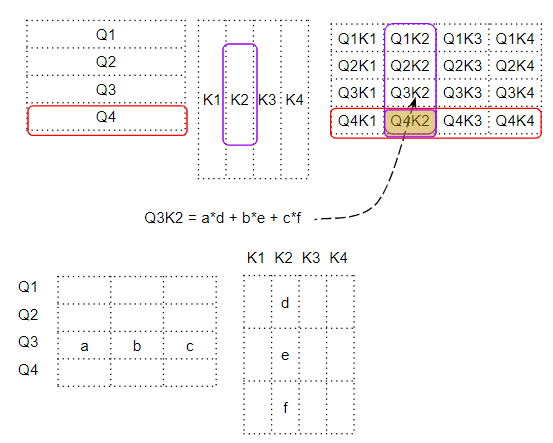 Q1
Q2
Q3
Q4
K1 K2 K3 K4
Q1K1 Q1K2 Q1K3 Q1K4
Q2K1 Q2K2 Q2K3 Q2K4
Q3K1 Q3K2 Q3K3 Q3K4
Q4K1 Q4K2 Q4K3 Q4K4
Q3K2 = a*d + b*e + c*f
K1 K2 K3 K4
Q1
Q2
Q3 a b c
Q4
d
e
f